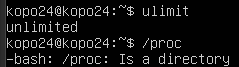 kopo24@kopo24:~$ ulimit
unlimited
kopo24@kopo24:~$ /proc
-bash: /proc: Is a directory